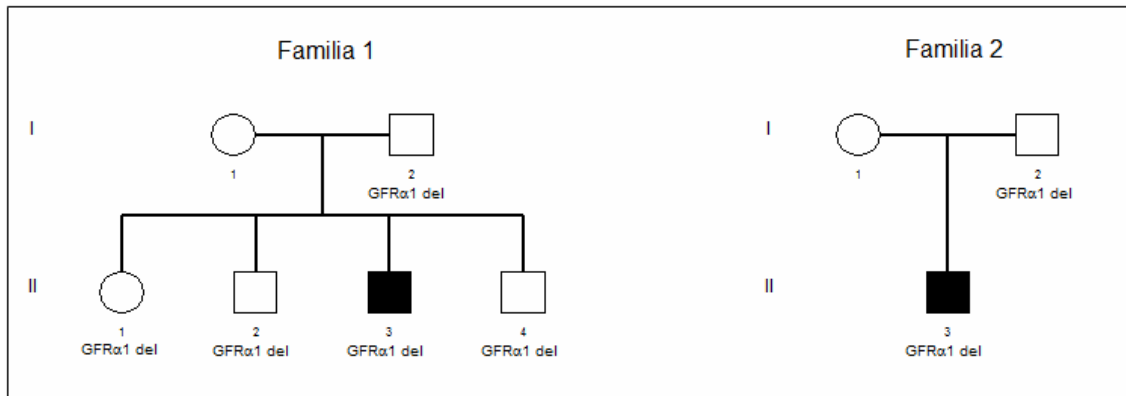 Familia 1
Familia 2
I
I
1
2
GFRα1 del
1
2
GFRα1 del
II
II
1
GFRα1 del
2
GFRα1 del
3
GFRα1 del
4
GFRα1 del
3
GFRα1 del